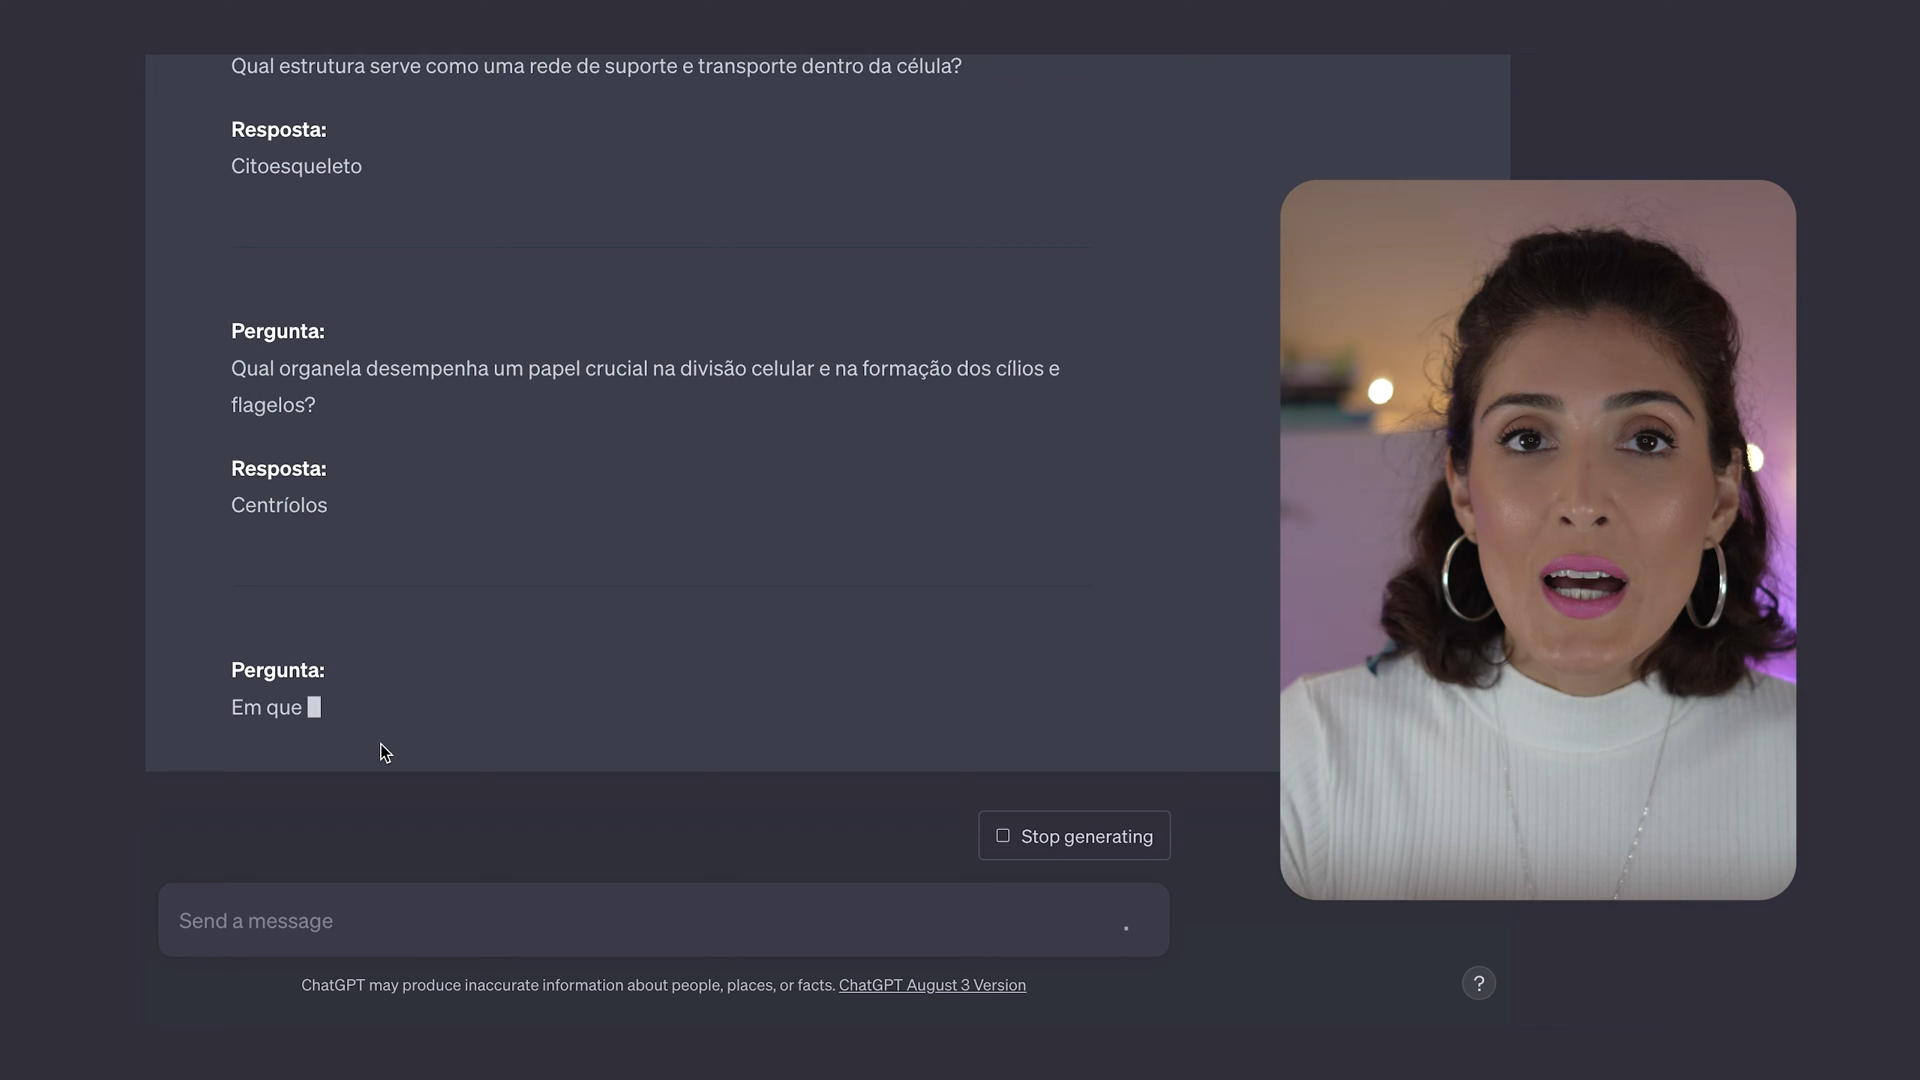 Qual estrutura serve como uma rede de suporte e transporte dentro da célula?
Resposta:
Citoesqueleto
Pergunta:
Qual organela desempenha um papel crucial na divisão celular e na formação dos cílios e
flagelos?
Resposta:
Centríolos
Pergunta:
Em que
Stop generating
Send a message
ChatGPT may produce inaccurate information about people, places, or facts. ChatGPT August 3 Version
?